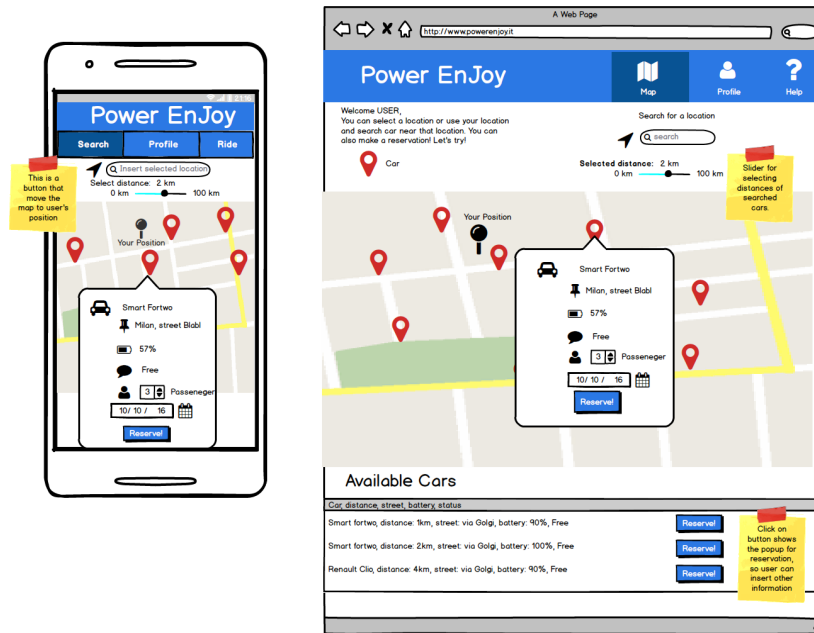 21:16
Power EnJoy
Search Profile Ride
Insert selected location
Select distance: 2 km
0 km 100 km
This is a
button that
move the
map to user's
position
Your Position
Smart Fortwo
Milan, street Blabl
57%
Free
3 Passeneger
10/ 10 / 16
Reserve!
A Web Page
http://www.powerenjoy.it
Power EnJoy
Map Profile Help
Welcome USER,
You can select a location or use your location
and search car near that location. You can
also make a reservation! Let's try!
Car
Search for a location
search
Selected distance: 2 km
0 km 100 km
Slider for
selecting
distances of
searched
cars.
Your Position
Smart Fortwo
Milan, street Blabl
57%
Free
3 Passeneger
10/ 10 / 16
Reserve!
Available Cars
Car, distance, street, battery, status
Smart fortwo, distance: 1km, street: via Golgi, battery: 90%, Free Reserve!
Smart fortwo, distance: 2km, street: via Golgi, battery: 100%, Free Reserve!
Renault Clio, distance: 4km, street: via Golgi, battery: 90%, Free Reserve!
Click on
button shows
the popup for
reservation,
so user can
insert other
information